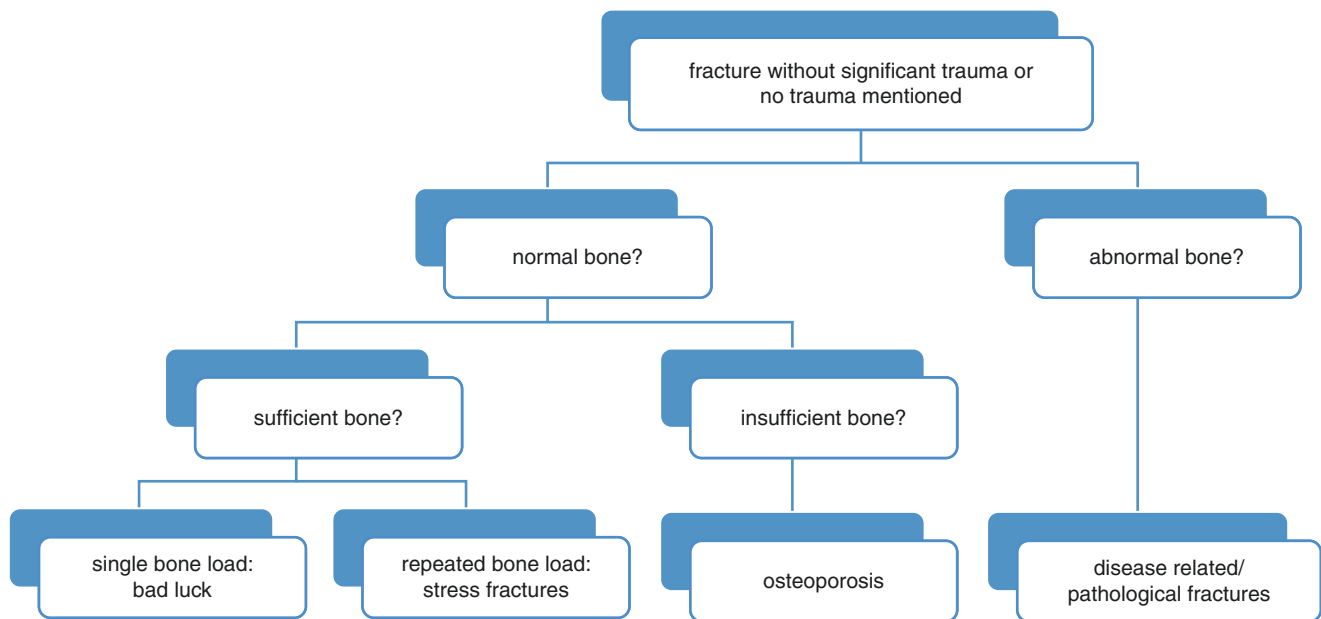 fracture without significant trauma or
no trauma mentioned
normal bone?
abnormal bone?
sufficient bone?
insufficient bone?
single bone load:
bad luck
repeated bone load:
stress fractures
osteoporosis
disease related/
pathological fractures